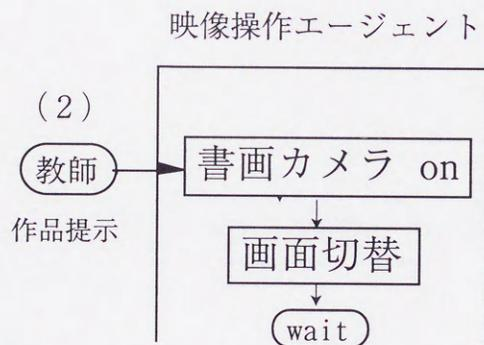 映像操作エージェント
(2)
教師
作品提示
書画カメラ on
画面切替
wait